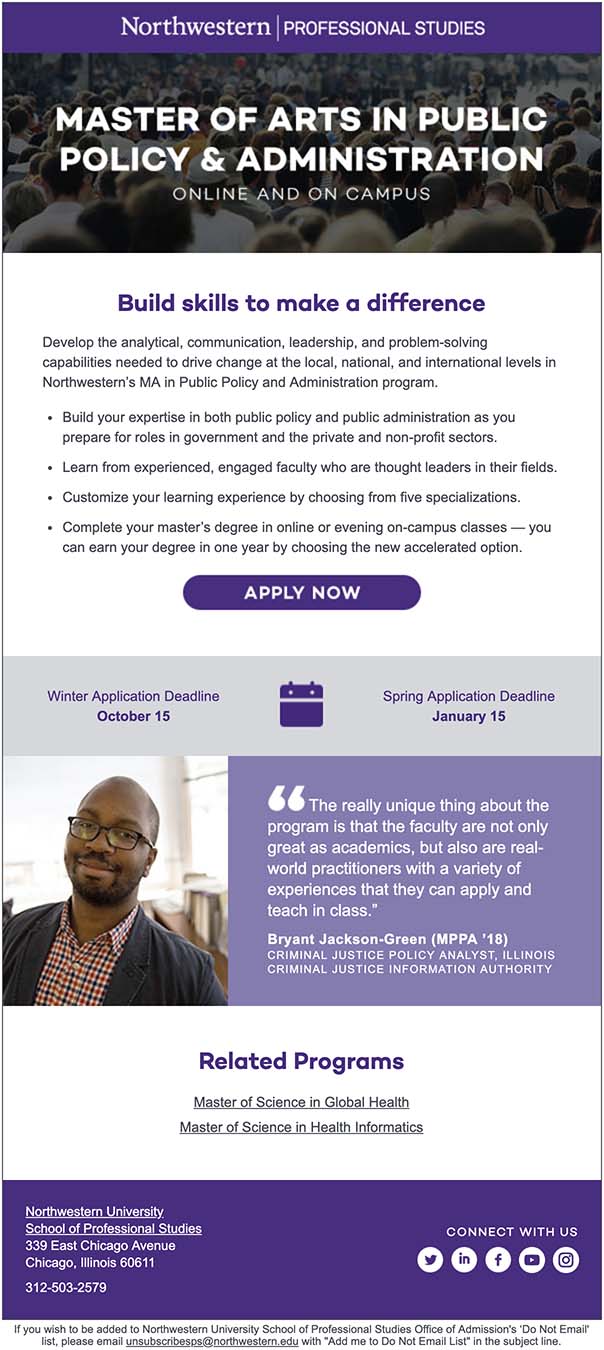 Northwestern | PROFESSIONAL STUDIES
MASTER OF ARTS IN PUBLIC
POLICY & ADMINISTRATION
ONLINE AND ON CAMPUS
Build skills to make a difference
Develop the analytical, communication, leadership, and problem-solving
capabilities needed to drive change at the local, national, and international levels in
Northwestern's MA in Public Policy and Administration program.
• Build your expertise in both public policy and public administration as you
prepare for roles in government and the private and non-profit sectors.
• Learn from experienced, engaged faculty who are thought leaders in their fields.
• Customize your learning experience by choosing from five specializations.
• Complete your master's degree in online or evening on-campus classes — you
can earn your degree in one year by choosing the new accelerated option.
APPLY NOW
Winter Application Deadline
October 15
Spring Application Deadline
January 15
“The really unique thing about the
program is that the faculty are not only
great as academics, but also are real-
world practitioners with a variety of
experiences that they can apply and
teach in class.”
Bryant Jackson-Green (MPPA ’18)
CRIMINAL JUSTICE POLICY ANALYST, ILLINOIS
CRIMINAL JUSTICE INFORMATION AUTHORITY
Related Programs
Master of Science in Global Health
Master of Science in Health Informatics
Northwestern University
School of Professional Studies
339 East Chicago Avenue
Chicago, Illinois 60611
312-503-2579
CONNECT WITH US
If you wish to be added to Northwestern University School of Professional Studies Office of Admission's 'Do Not Email'
list, please email unsubscribesps@northwestern.edu with "Add me to Do Not Email List" in the subject line.